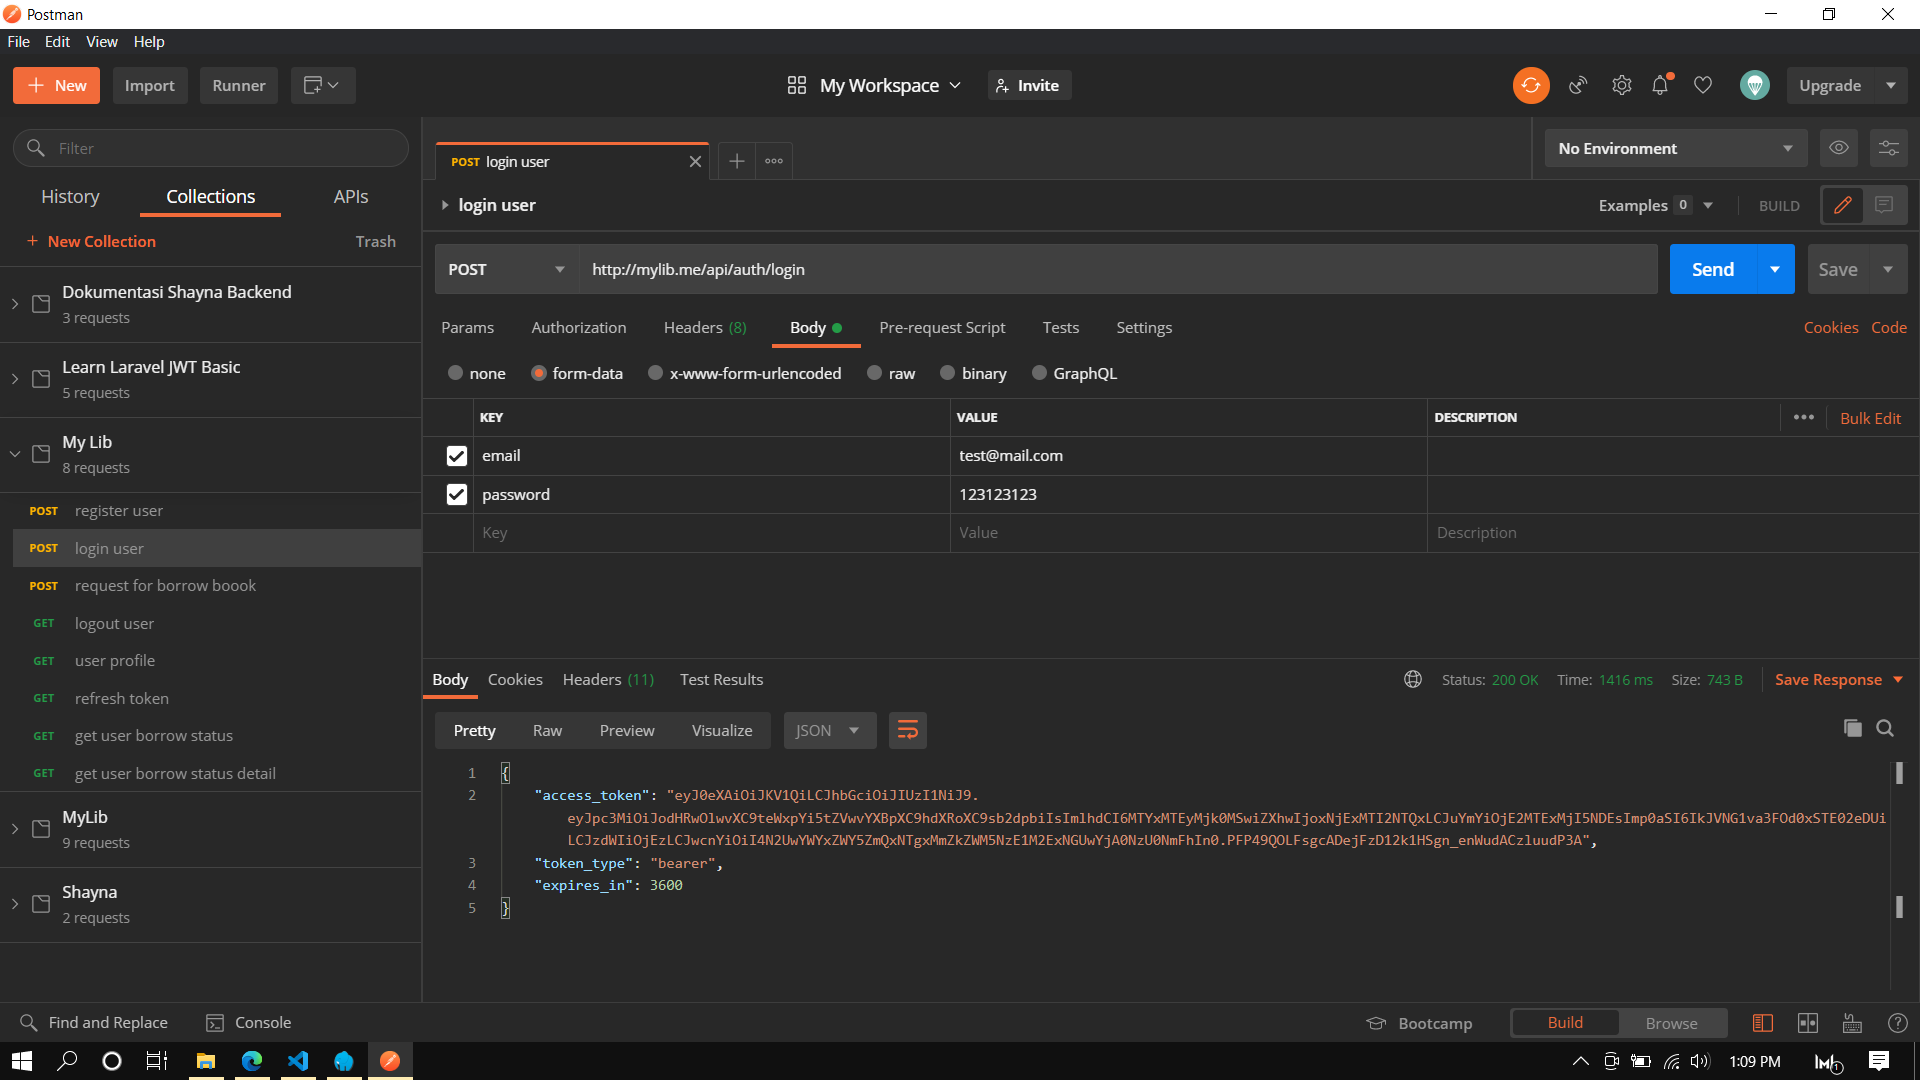 Postman
File Edit View Help
New Import Runner My Workspace Invite Upgrade
Filter
History Collections APIs
New Collection Trash
Dokumentasi Shayna Backend
3 requests
Learn Laravel JWT Basic
5 requests
My Lib
8 requests
POST register user
POST login user
POST request for borrow boook
GET logout user
GET user profile
GET refresh token
GET get user borrow status
GET get user borrow status detail
MyLib
9 requests
Shayna
2 requests
POST login user
No Environment
login user
Examples 0 BUILD
POST http://mylib.me/api/auth/login Send Save
Params Authorization Headers (8) Body Pre-request Script Tests Settings Cookies Code
none form-data x-www-form-urlencoded raw binary GraphQL
KEY VALUE DESCRIPTION Bulk Edit
email test@mail.com
password 123123123
Key Value Description
Body Cookies Headers (11) Test Results Status: 200 OK Time: 1416 ms Size: 743 B Save Response
Pretty Raw Preview Visualize JSON
1 {
2 "access_token": "eyJ0eXAiOiJKV1QiLCJhbGciOiJIUzI1NiJ9.
3 "token_type": "bearer",
4 "expires_in": 3600
5 }
Find and Replace Console Bootcamp Build Browse
1:09 PM